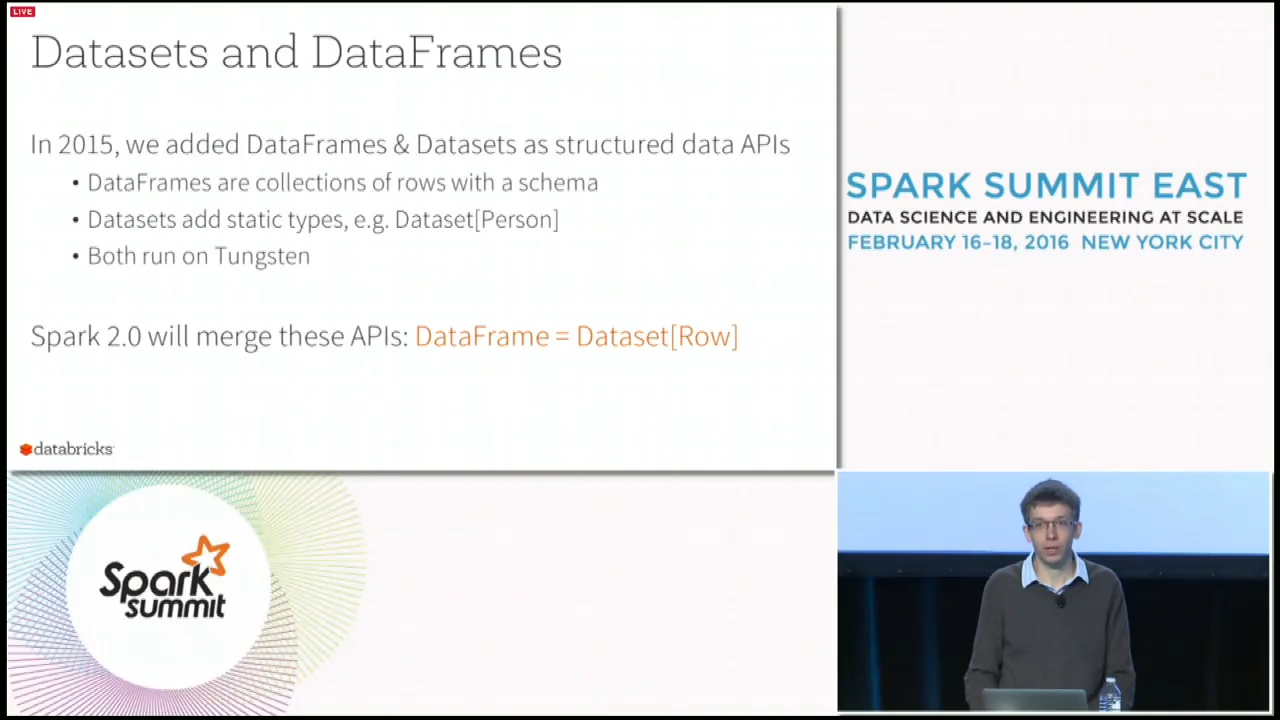 LIVE
Datasets and DataFrames
In 2015, we added DataFrames & Datasets as structured data APIs
• DataFrames are collections of rows with a schema
• Datasets add static types, e.g. Dataset[Person]
• Both run on Tungsten
Spark 2.0 will merge these APIs: DataFrame = Dataset[Row]
databricks
SPARK SUMMIT EAST
DATA SCIENCE AND ENGINEERING AT SCALE
FEBRUARY 16–18, 2016 NEW YORK CITY
Spark
summit